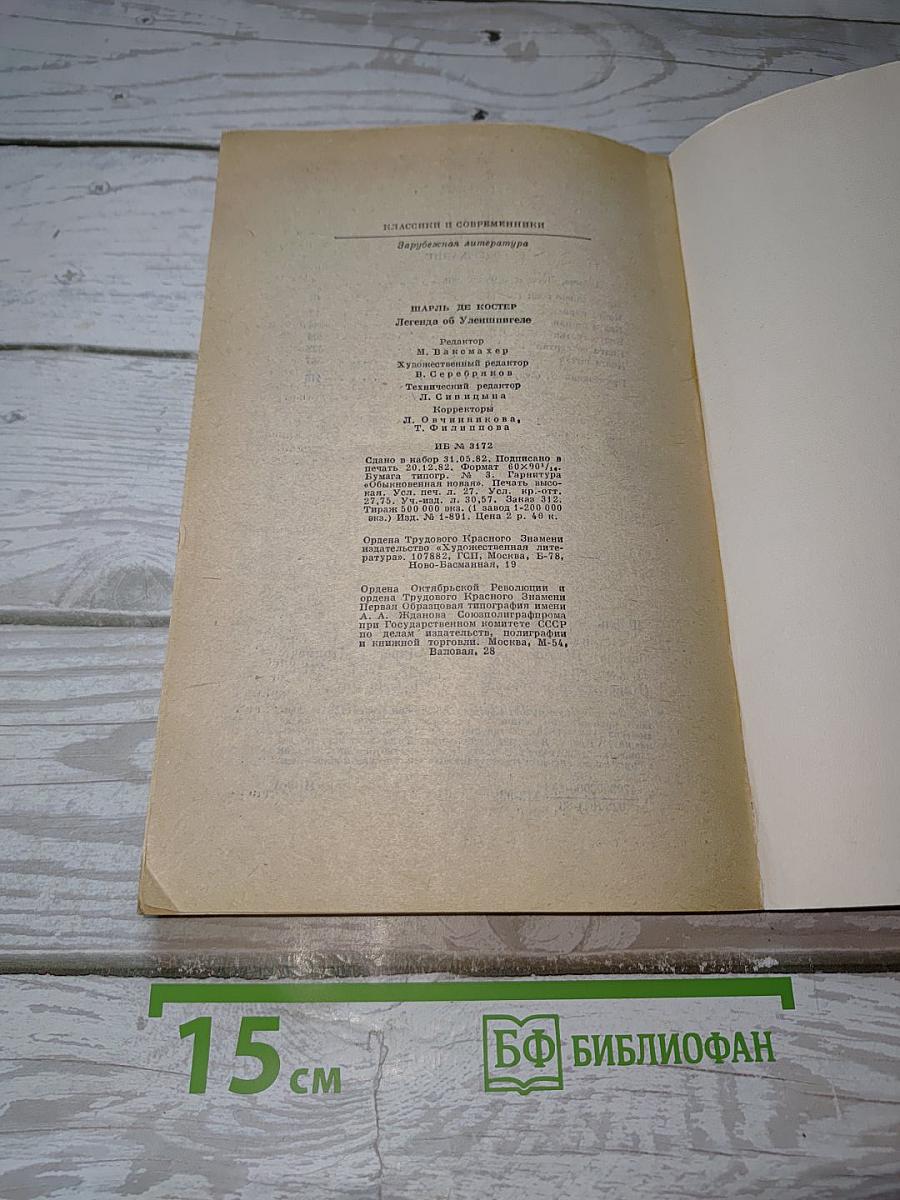 КЛАССИКИ И СОВРЕМЕННИКИ
Зарубежная литература
ШАРЛЬ ДЕ КОСТЕР
Легенда об Уленшпигеле
Редактор
М. Ваксмахер
Художественный редактор
В. Серебряков
Технический редактор
Л. Синицына
Корректоры
Л. Овчинникова,
Т. Филиппова
ИБ № 3172
Сдано в набор 31.05.82. Подписано в
печать 20.12.82. Формат 60×90¹/₁₆.
Бумага типогр. № 3. Гарнитура
«Обыкновенная новая». Печать высо-
кая. Усл. печ. л. 27. Усл. кр.-отт.
27,75. Уч.-изд. л. 30,57. Заказ 312.
Тираж 500 000 экз. (1 завод 1-200 000
экз.) Изд. № 1-891. Цена 2 р. 40 к.
Ордена Трудового Красного Знамени
издательство «Художественная лите-
ратура». 107882, ГСП, Москва, Б-78,
Ново-Басманная, 19
Ордена Октябрьской Революции и
ордена Трудового Красного Знамени
Первая Образцовая типография имени
А. А. Жданова Союзполиграфпрома
при Государственном комитете СССР
по делам издательств, полиграфии
и книжной торговли. Москва, М-54,
Валовая, 28
15 см
БФ БИБЛИОФАН